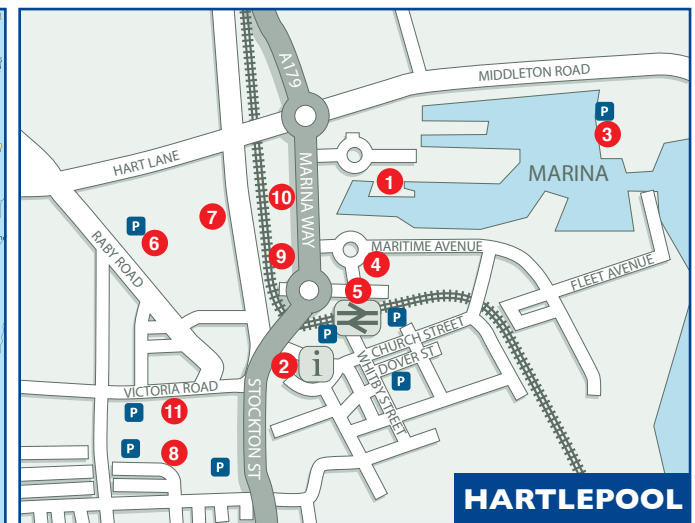 A179
MIDDLETON ROAD
P
3
HART LANE
MARINA WAY
MARINA
1
10
7
P
6
RABY ROAD
9
MARITIME AVENUE
4
FLEET AVENUE
5
P
P
CHURCH STREET
DOVER ST
2
i
WHITBY STREET
P
VICTORIA ROAD
STOCKTON ST
P
11
P
8
P
HARTLEPOOL